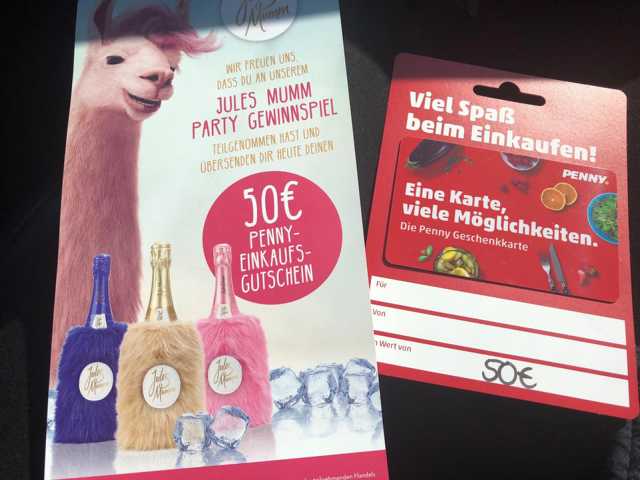 Jules
Mumm
WIR FREUEN UNS,
DASS DU AN UNSEREM
JULES MUMM
PARTY GEWINNSPIEL
TEILGENOMMEN HAST UND
ÜBERSENDEN DIR HEUTE DEINEN
50€
PENNY-
EINKAUFS-
GUTSCHEIN
Jules
Mumm
Jules
Mumm
Jules
Mumm
teilnehmenden Handels
Viel Spaß
beim Einkaufen!
PENNY.
Eine Karte,
viele Möglichkeiten.
Die Penny Geschenkkarte
Für
Von
Wert von
50€